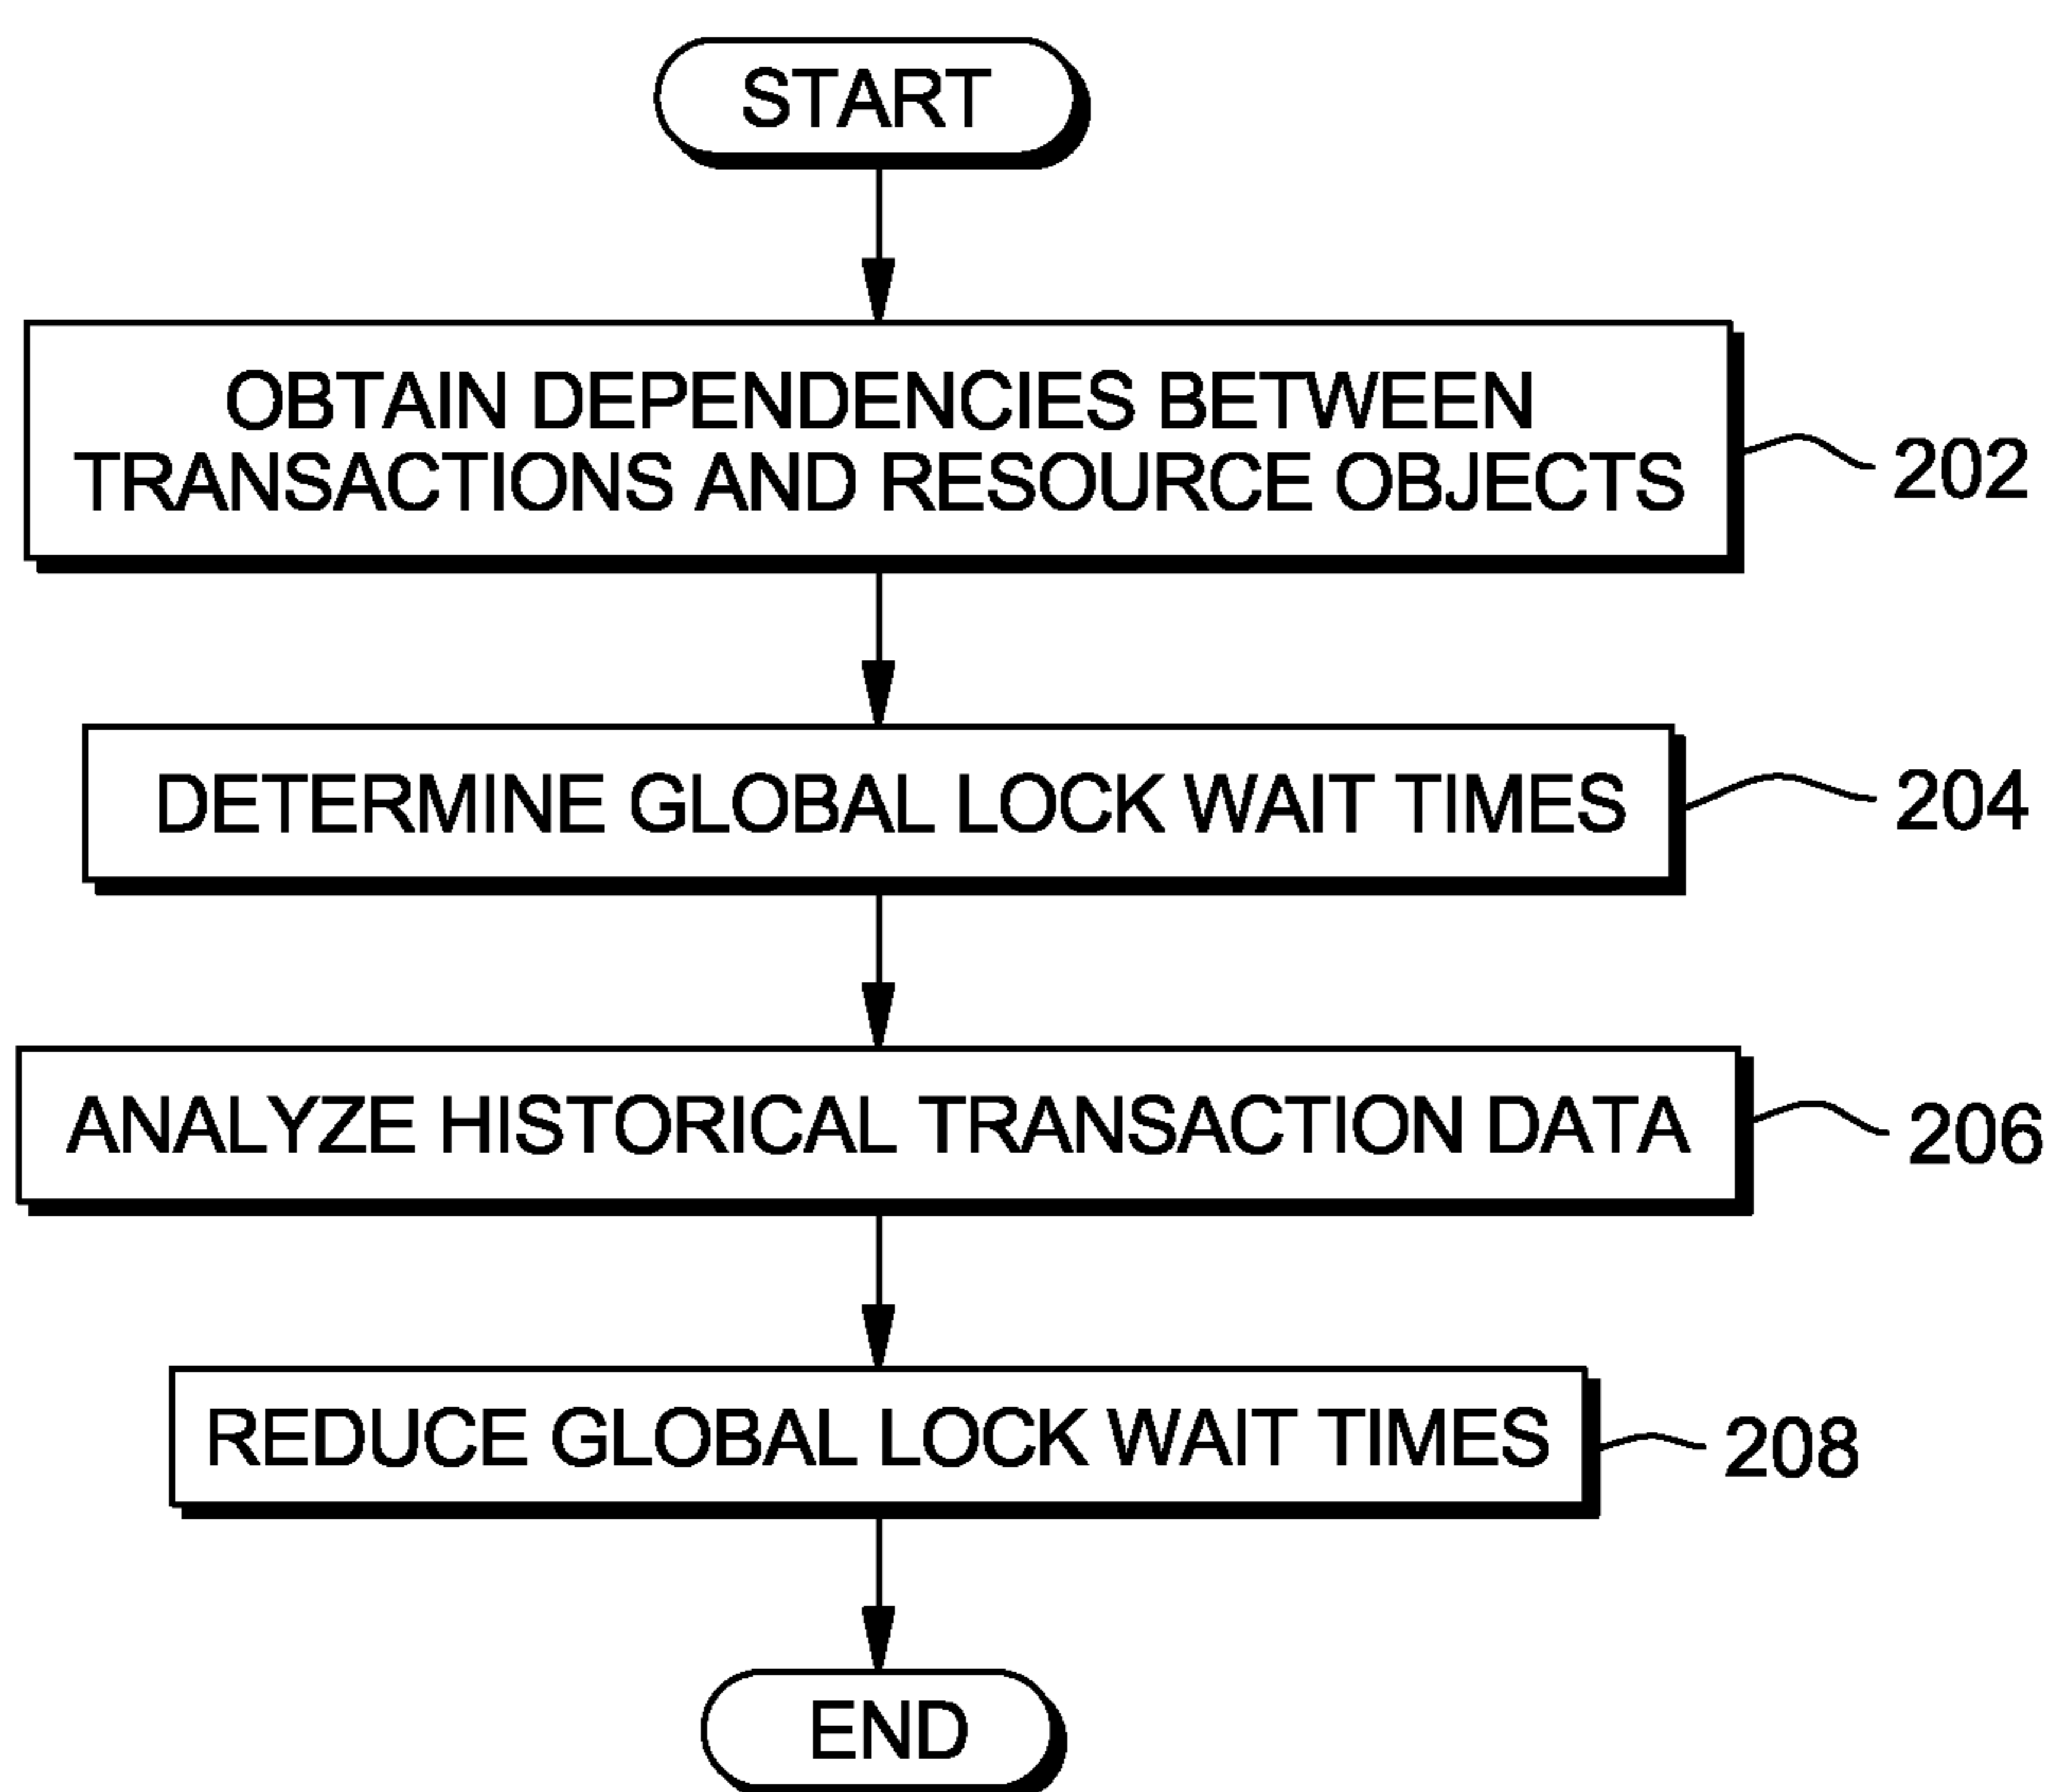 START
OBTAIN DEPENDENCIES BETWEEN
TRANSACTIONS AND RESOURCE OBJECTS
202
DETERMINE GLOBAL LOCK WAIT TIMES
204
ANALYZE HISTORICAL TRANSACTION DATA
206
REDUCE GLOBAL LOCK WAIT TIMES
208
END